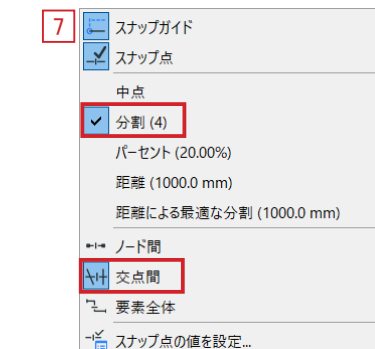 7
スナップガイド
スナップ点
中点
分割 (4)
パーセント (20.00%)
距離 (1000.0 mm)
距離による最適な分割 (1000.0 mm)
ノード間
交点間
要素全体
スナップ点の値を設定...